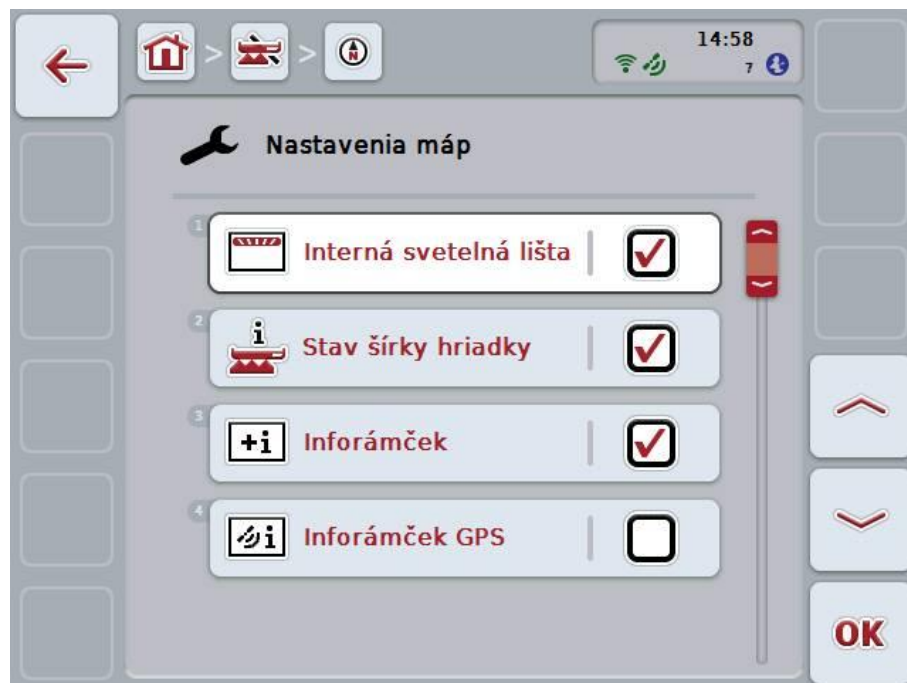 14:58
7
Nastavenia máp
1
Interná svetelná lišta
2
i
Stav šírky hriadky
3
+i
Inforámček
4
i
Inforámček GPS
OK